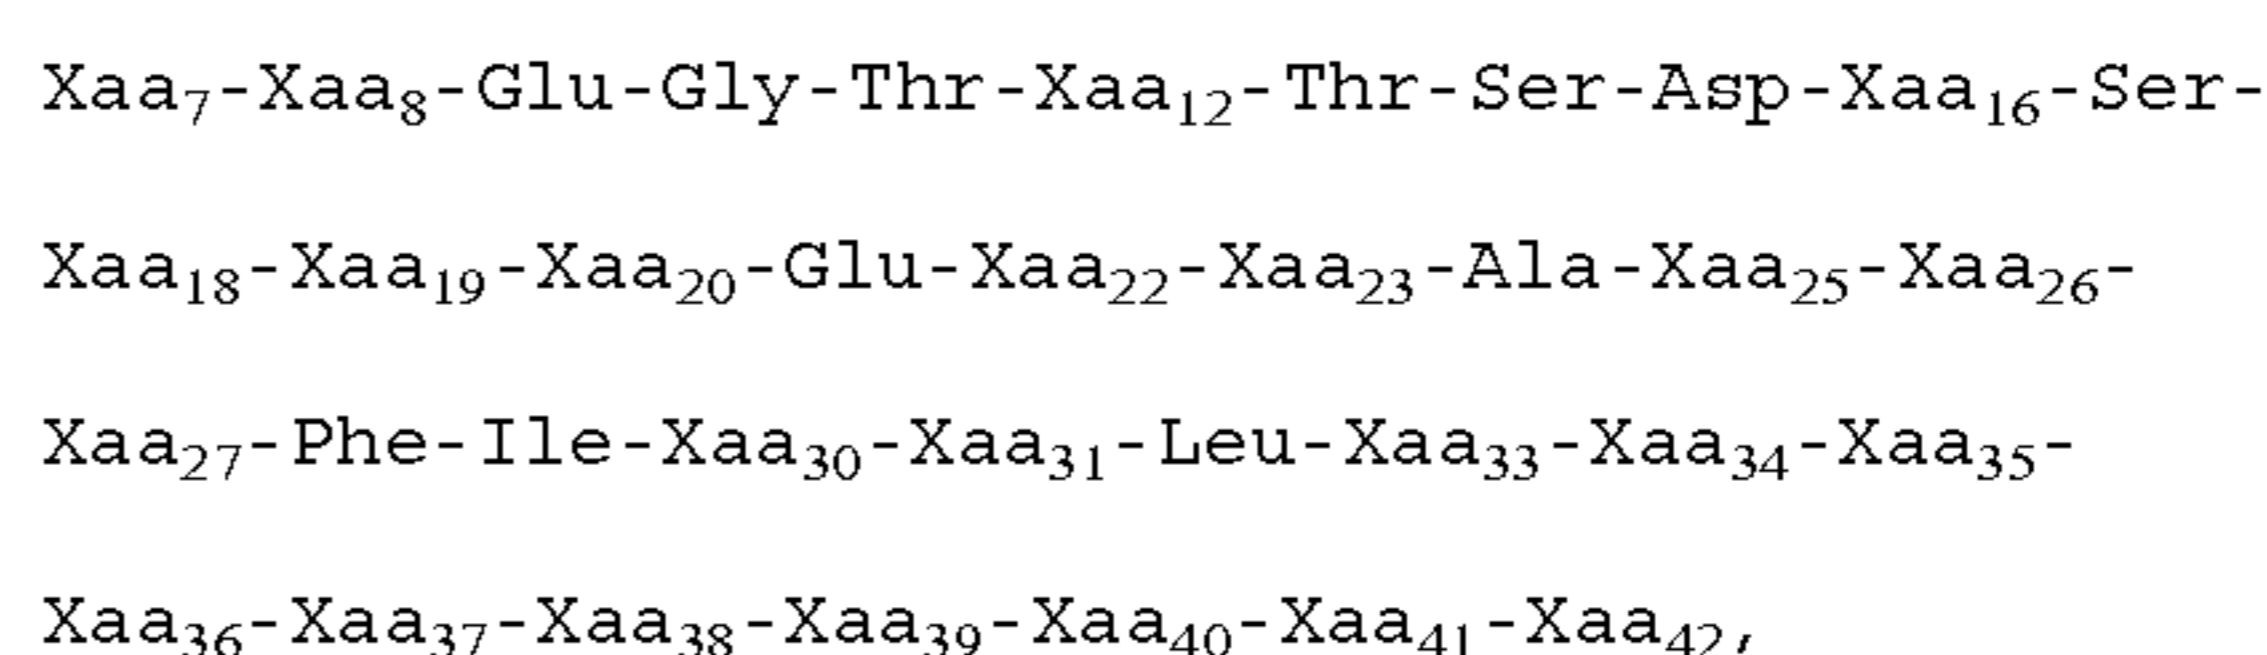 Xaa₇-Xaa₈-Glu-Gly-Thr-Xaa₁₂-Thr-Ser-Asp-Xaa₁₆-Ser-
Xaa₁₈-Xaa₁₉-Xaa₂₀-Glu-Xaa₂₂-Xaa₂₃-Ala-Xaa₂₅-Xaa₂₆-
Xaa₂₇-Phe-Ile-Xaa₃₀-Xaa₃₁-Leu-Xaa₃₃-Xaa₃₄-Xaa₃₅-
Xaa₃₆-Xaa₃₇-Xaa₃₈-Xaa₃₉-Xaa₄₀-Xaa₄₁-Xaa₄₂,